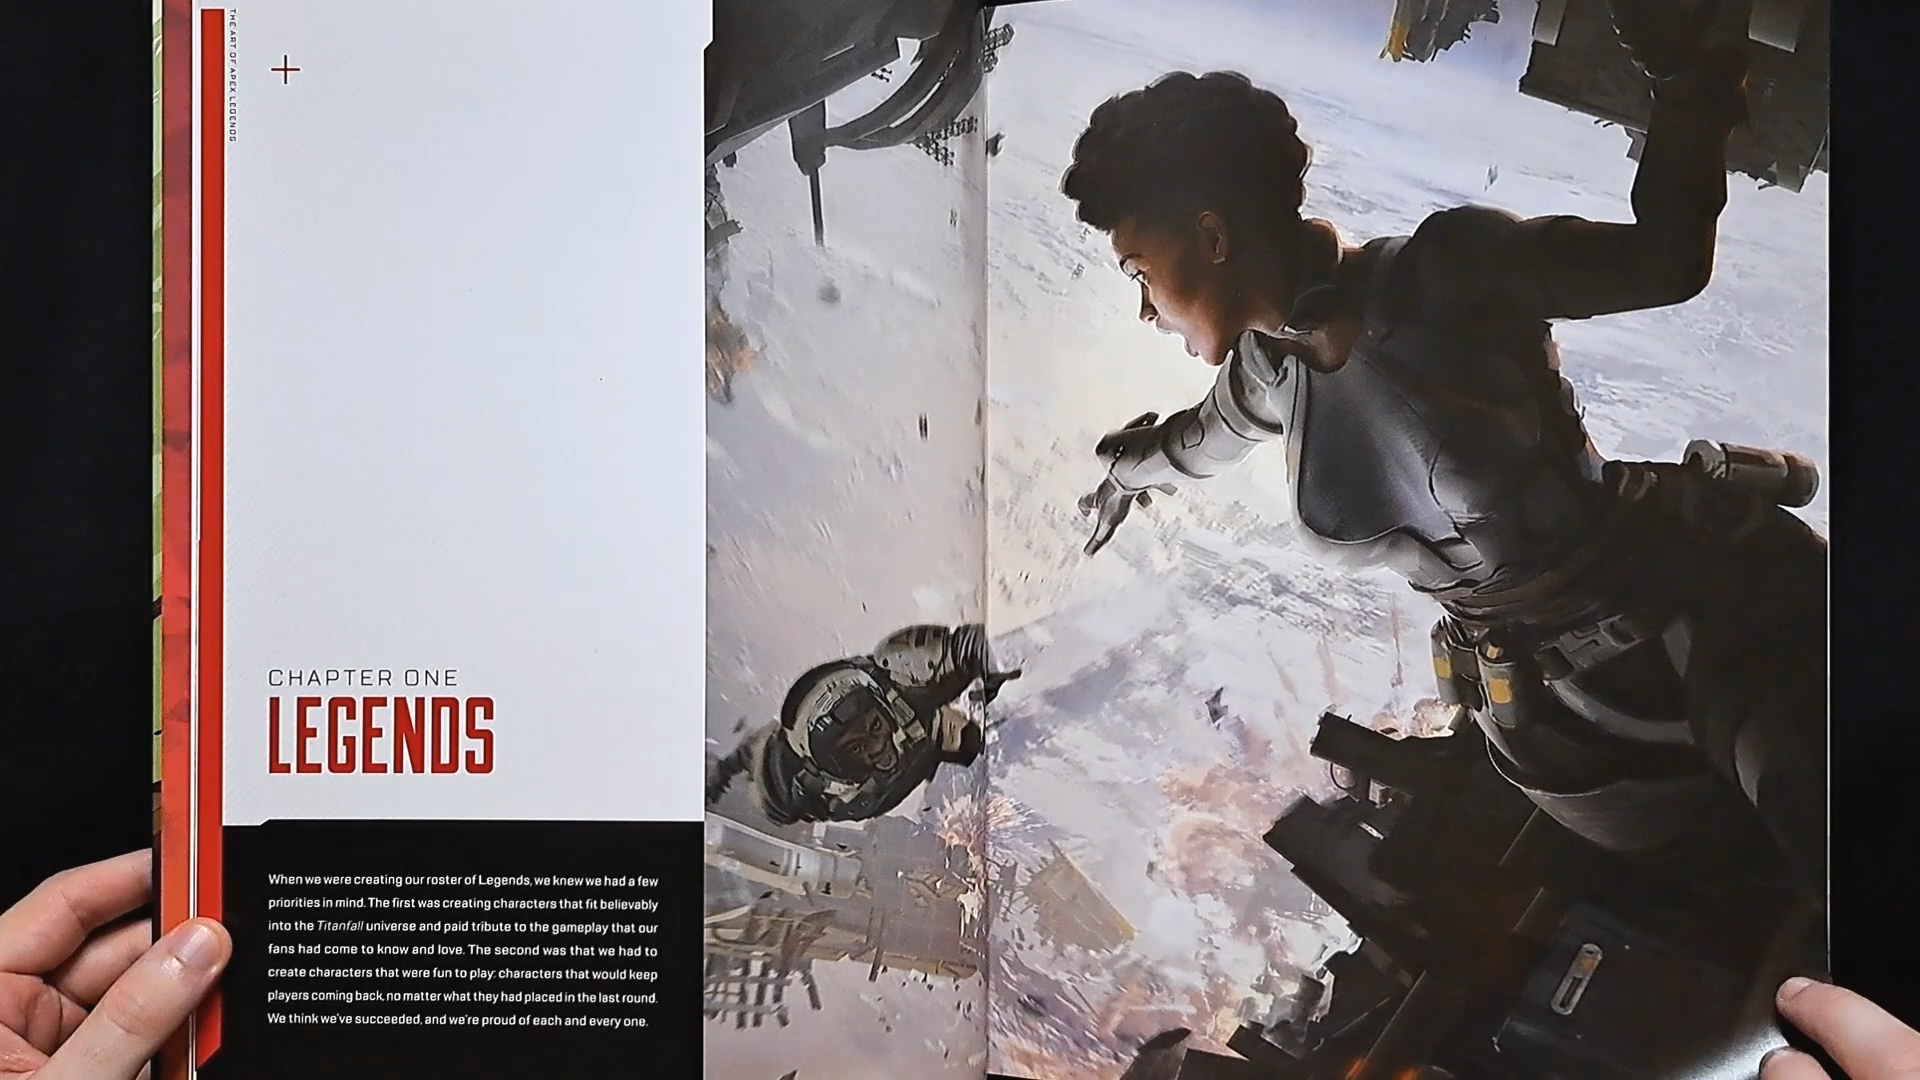 THE ART OF APEX LEGENDS
CHAPTER ONE
LEGENDS
When we were creating our roster of Legends, we knew we had a few
priorities in mind. The first was creating characters that fit believably
into the Titanfall universe and paid tribute to the gameplay that our
fans had come to know and love. The second was that we had to
create characters that were fun to play: characters that would keep
players coming back, no matter what they had placed in the last round.
We think we've succeeded, and we're proud of each and every one.